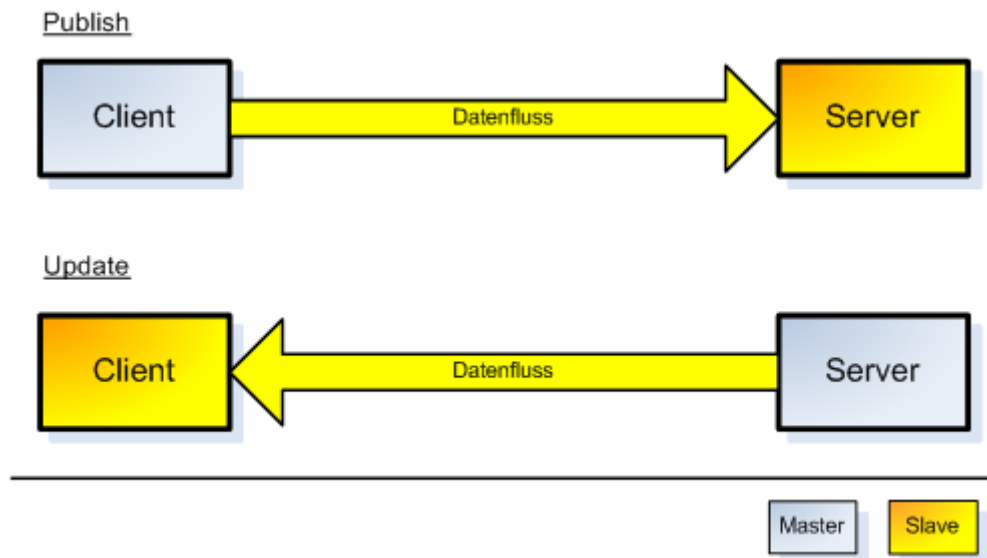 Publish
Client
Datenfluss
Server
Update
Client
Datenfluss
Server
Master
Slave